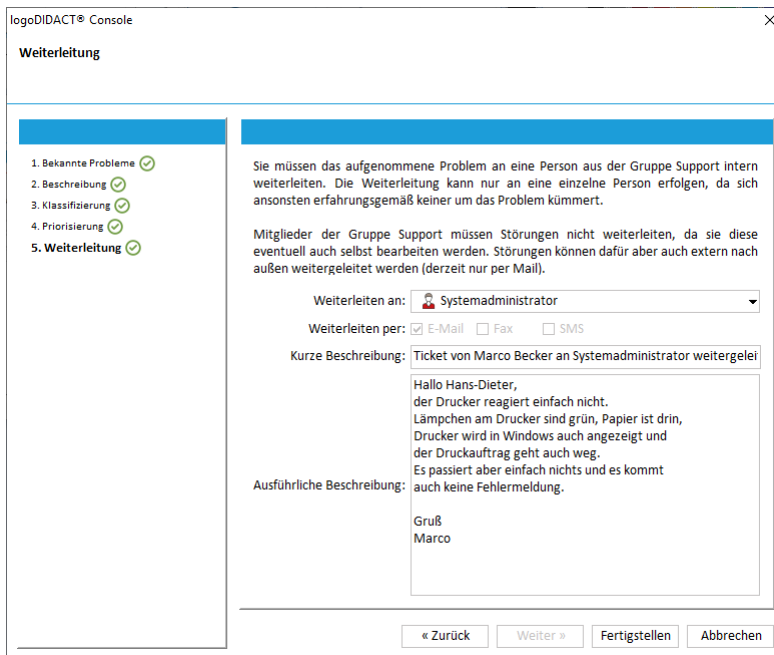 logoDIDACT® Console
Weiterleitung
1. Bekannte Probleme
2. Beschreibung
3. Klassifizierung
4. Priorisierung
5. Weiterleitung
Sie müssen das aufgenommene Problem an eine Person aus der Gruppe Support intern
weiterleiten. Die Weiterleitung kann nur an eine einzelne Person erfolgen, da sich
ansonsten erfahrungsgemäß keiner um das Problem kümmert.
Mitglieder der Gruppe Support müssen Störungen nicht weiterleiten, da sie diese
eventuell auch selbst bearbeiten werden. Störungen können dafür aber auch extern nach
außen weitergeleitet werden (derzeit nur per Mail).
Weiterleiten an: Systemadministrator
Weiterleiten per: E-Mail Fax SMS
Kurze Beschreibung: Ticket von Marco Becker an Systemadministrator weitergelei
Ausführliche Beschreibung:
Hallo Hans-Dieter,
der Drucker reagiert einfach nicht.
Lämpchen am Drucker sind grün, Papier ist drin,
Drucker wird in Windows auch angezeigt und
der Druckauftrag geht auch weg.
Es passiert aber einfach nichts und es kommt
auch keine Fehlermeldung.
Gruß
Marco
« Zurück Weiter » Fertigstellen Abbrechen